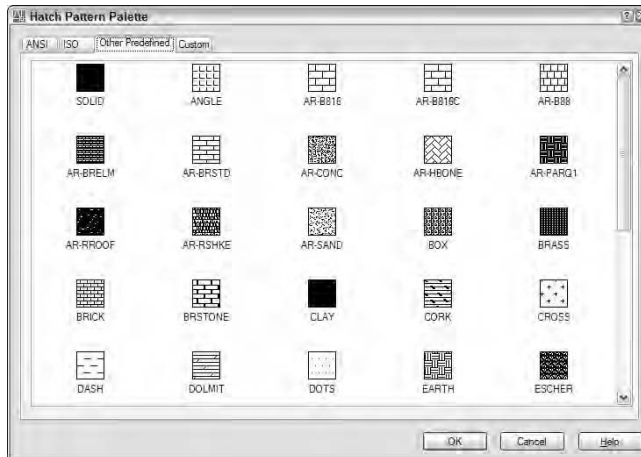 Hatch Pattern Palette
ANSI ISO Other Predefined Custom
SOLID ANGLE AR-B816 AR-B816C AR-B88
AR-BRELM AR-BRSTD AR-CONC AR-HBONE AR-PARQ1
AR-RROOF AR-RSHKE AR-SAND BOX BRASS
BRICK BRSTONE CLAY CORK CROSS
DASH DOLMIT DOTS EARTH ESCHER
OK Cancel Help